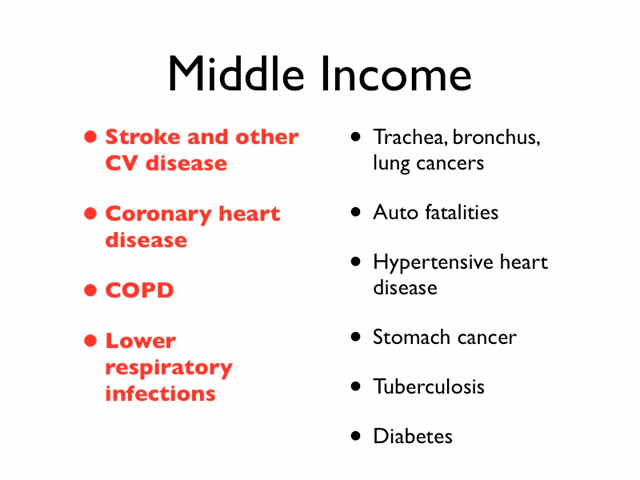 Middle Income
• Stroke and other
CV disease
• Coronary heart
disease
• COPD
• Lower
respiratory
infections
• Trachea, bronchus,
lung cancers
• Auto fatalities
• Hypertensive heart
disease
• Stomach cancer
• Tuberculosis
• Diabetes